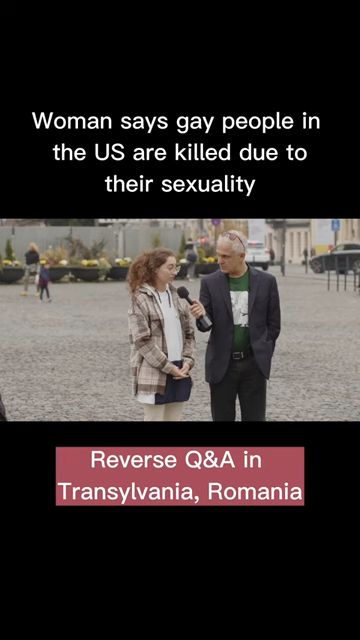 Woman says gay people in
the US are killed due to
their sexuality
Reverse Q&A in
Transylvania, Romania